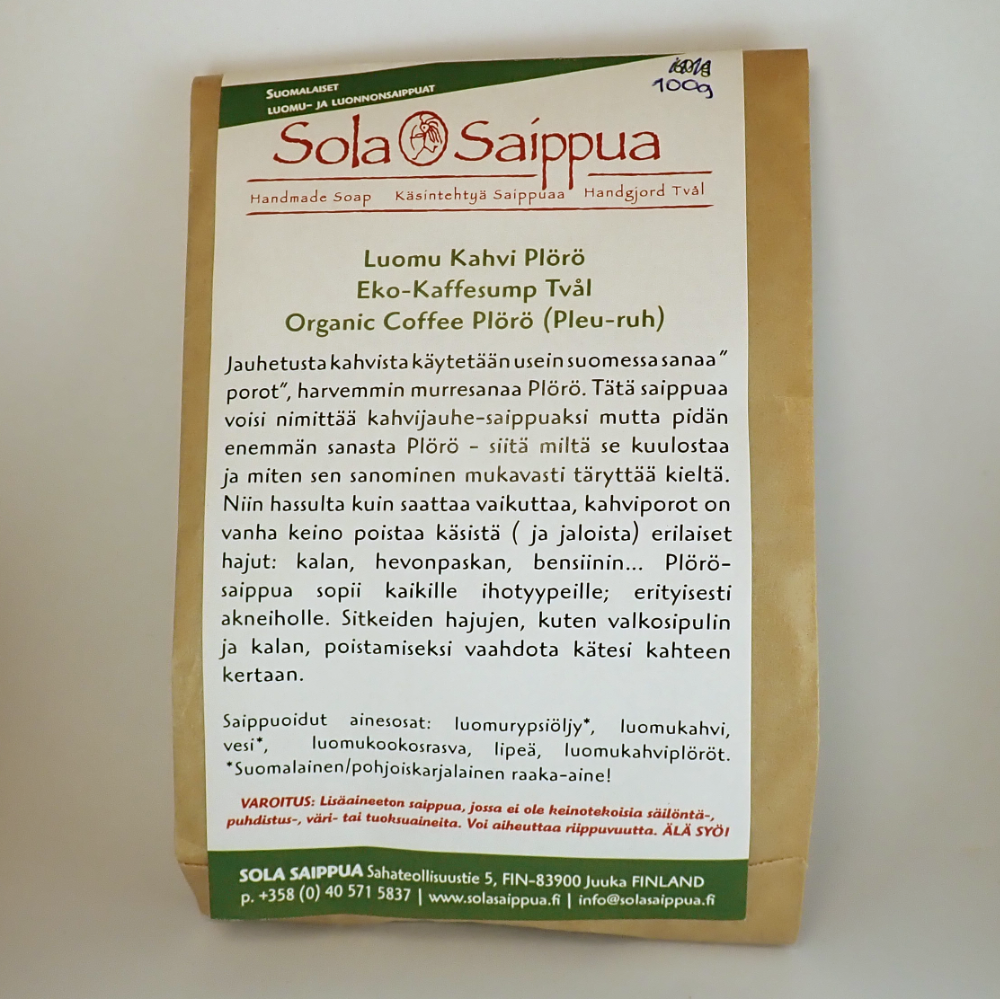 SUOMALAISET
LUOMU- JA LUONNONSAIPPUAT
100g
Sola Saippua
Handmade Soap Käsintehtyä Saippuaa Handgjord Tvål
Luomu Kahvi Plörö
Eko-Kaffesump Tvål
Organic Coffee Plörö (Pleu-ruh)
Jauhetusta kahvista käytetään usein suomessa sanaa "
porot", harvemmin murresanaa Plörö. Tätä saippuaa
voisi nimittää kahvijauhe-saippuaksi mutta pidän
enemmän sanasta Plörö - siitä miltä se kuulostaa
ja miten sen sanominen mukavasti täryttää kieltä.
Niin hassulta kuin saattaa vaikuttaa, kahviporot on
vanha keino poistaa käsistä ( ja jaloista) erilaiset
hajut: kalan, hevonpaskan, bensiinin... Plörö-
saippua sopii kaikille ihotyypeille; erityisesti
akneiholle. Sitkeiden hajujen, kuten valkosipulin
ja kalan, poistamiseksi vaahdota kätesi kahteen
kertaan.
Saippuoidut ainesosat: luomurypsiöljy*, luomukahvi,
vesi*, luomukookosrasva, lipeä, luomukahviplöröt.
*Suomalainen/pohjoiskarjalainen raaka-aine!
VAROITUS: Lisäaineeton saippua, jossa ei ole keinotekoisia säilöntä-,
puhdistus-, väri- tai tuoksuaineita. Voi aiheuttaa riippuvuutta. ÄLÄ SYÖ!
SOLA SAIPPUA Sahateollisuustie 5, FIN-83900 Juuka FINLAND
p. +358 (0) 40 571 5837 | www.solasaippua.fi | info@solasaippua.fi